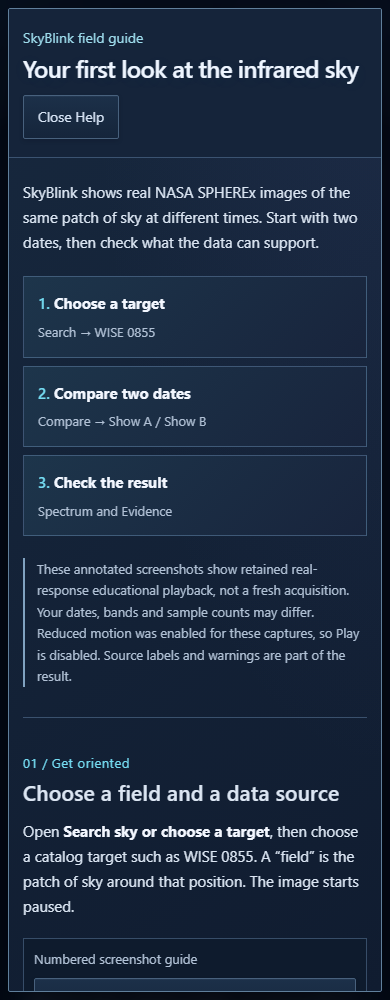 SkyBlink field guide
Your first look at the infrared sky
Close Help
SkyBlink shows real NASA SPHEREx images of the
same patch of sky at different times. Start with two
dates, then check what the data can support.
1. Choose a target
Search → WISE 0855
2. Compare two dates
Compare → Show A / Show B
3. Check the result
Spectrum and Evidence
These annotated screenshots show retained real-
response educational playback, not a fresh acquisition.
Your dates, bands and sample counts may differ.
Reduced motion was enabled for these captures, so Play
is disabled. Source labels and warnings are part of the
result.
01 / Get oriented
Choose a field and a data source
Open Search sky or choose a target, then choose
a catalog target such as WISE 0855. A “field” is the
patch of sky around that position. The image starts
paused.
Numbered screenshot guide